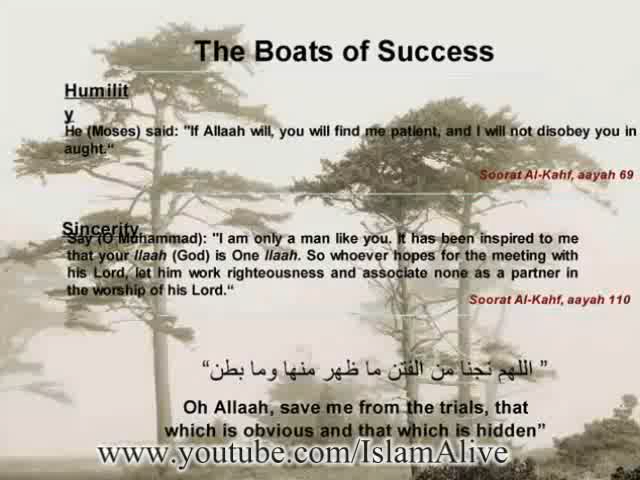 The Boats of Success
Humilit
y
He (Moses) said: "If Allaah will, you will find me patient, and I will not disobey you in
aught.“
Soorat Al-Kahf, aayah 69
Sincerity
Say (O Muhammad): "I am only a man like you. It has been inspired to me
that your Ilaah (God) is One Ilaah. So whoever hopes for the meeting with
his Lord, let him work righteousness and associate none as a partner in
the worship of his Lord.“
Soorat Al-Kahf, aayah 110
” اللهم نجنا من الفتن ما ظهر منها وما بطن“
Oh Allaah, save me from the trials, that
which is obvious and that which is hidden”
www.youtube.com/IslamAlive